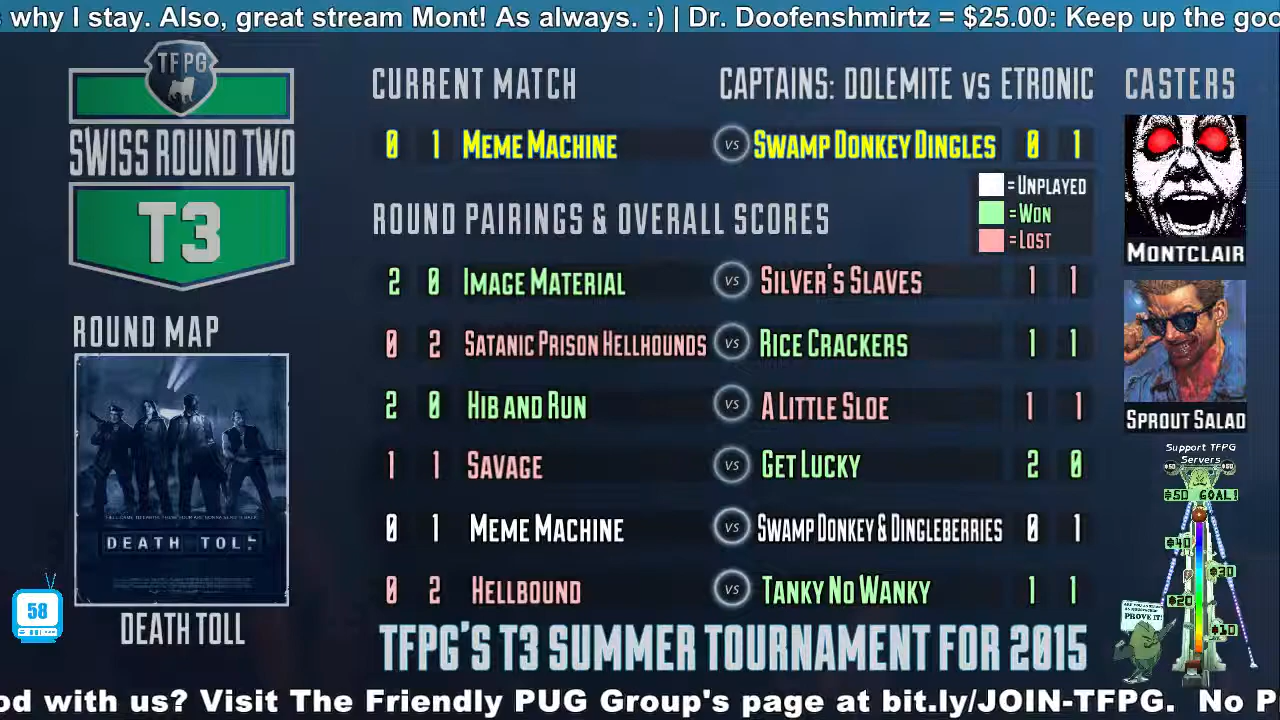 why I stay. Also, great stream Mont! As always. :) | Dr. Doofenshmirtz = $25.00: Keep up the goo
TFPG
SWISS ROUND TWO
T3
ROUND MAP
DEATH TOLL
DEATH TOLL
58
CURRENT MATCH
CAPTAINS: DOLEMITE VS ETRONIC
0 1 MEME MACHINE VS SWAMP DONKEY DINGLES 0 1
=UNPLAYED
=WON
=LOST
ROUND PAIRINGS & OVERALL SCORES
2 0 IMAGE MATERIAL VS SILVER'S SLAVES 1 1
0 2 SATANIC PRISON HELLHOUNDS VS RICE CRACKERS 1 1
2 0 HIB AND RUN VS A LITTLE SLOE 1 1
1 1 SAVAGE VS GET LUCKY 2 0
0 1 MEME MACHINE VS SWAMP DONKEY & DINGLEBERRIES 0 1
0 2 HELLBOUND VS TANKY NO WANKY 1 1
TFPG'S T3 SUMMER TOURNAMENT FOR 2015
CASTERS
MONTCLAIR
SPROUT SALAD
Support TFPG
Servers
$50 GOAL!
$40
$30
$20
$10
PROVE IT!
od with us? Visit The Friendly PUG Group's page at bit.ly/JOIN-TFPG. No P